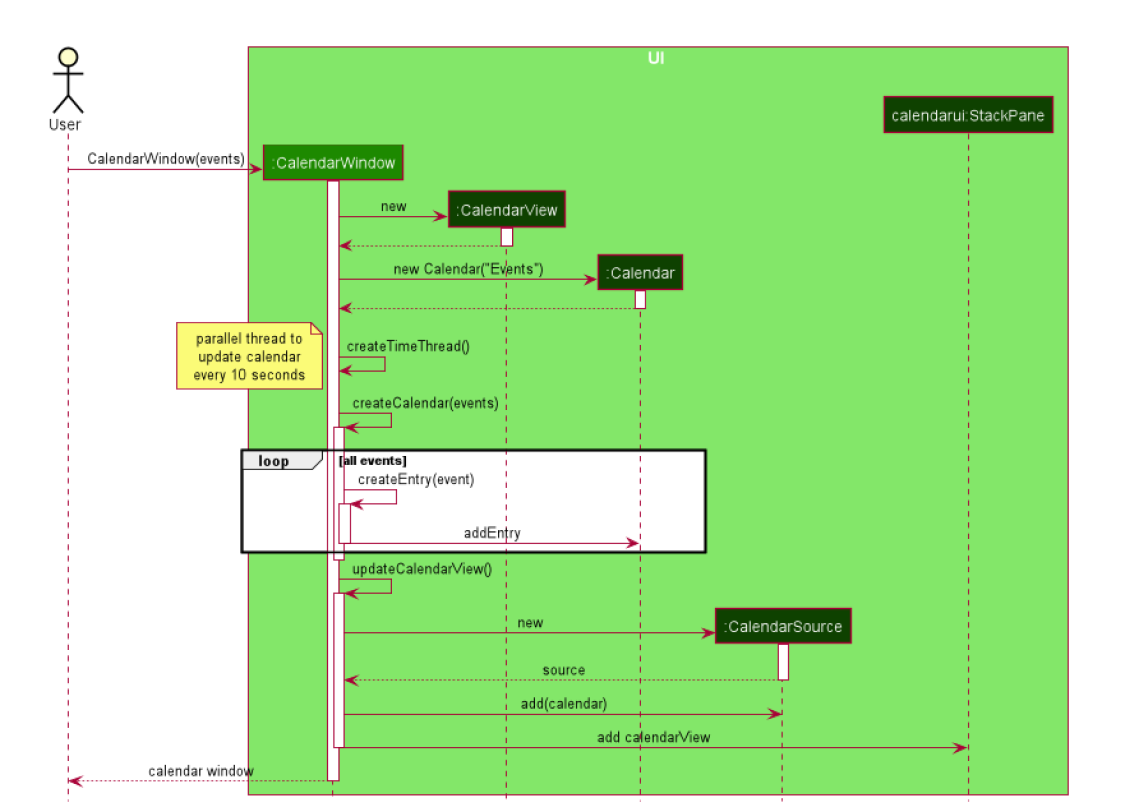 UI
User
calendarui:StackPane
CalendarWindow(events)
:CalendarWindow
new
:CalendarView
new Calendar("Events")
:Calendar
parallel thread to
update calendar
every 10 seconds
createTimeThread()
createCalendar(events)
loop
[all events]
createEntry(event)
addEntry
updateCalendarView()
new
:CalendarSource
source
add(calendar)
add calendarView
calendar window